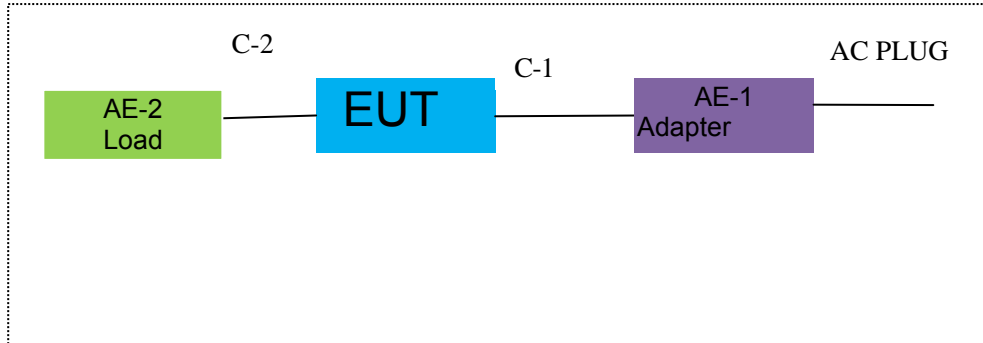 C-2
C-1
AC PLUG
AE-2
Load
EUT
AE-1
Adapter